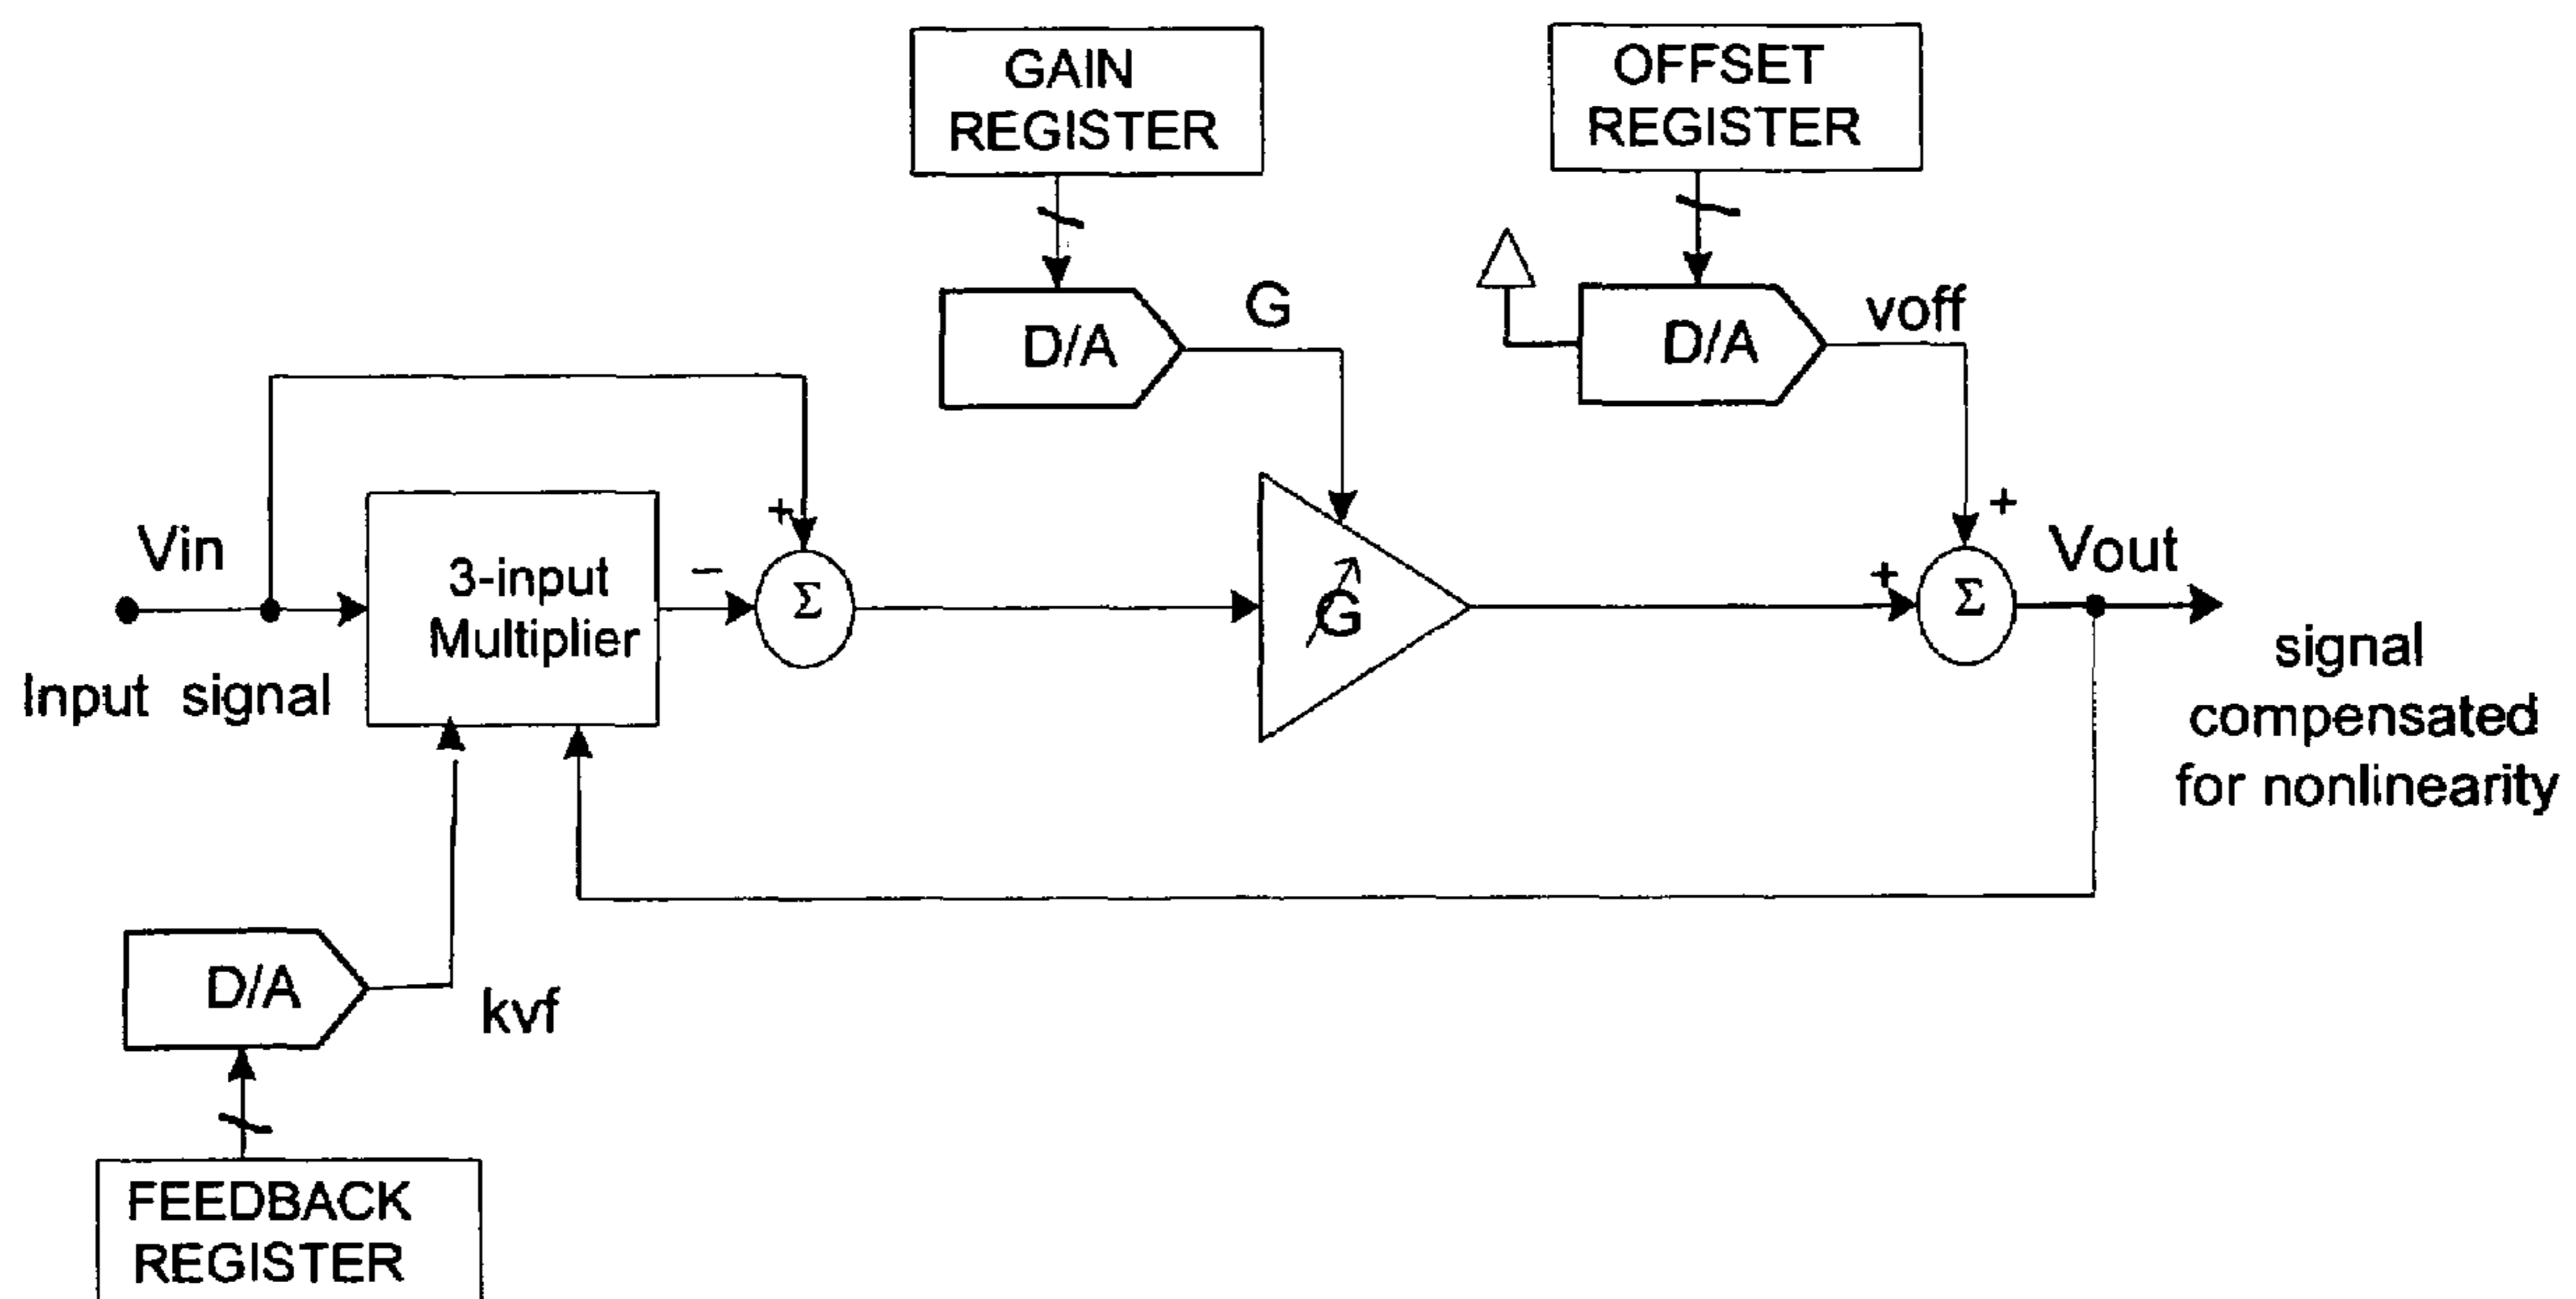 GAIN
REGISTER
OFFSET
REGISTER
D/A
G
D/A
voff
Vin
3-input
Multiplier
+
−
Σ
G
+
+
Σ
Vout
Input signal
signal
compensated
for nonlinearity
D/A
kvf
FEEDBACK
REGISTER